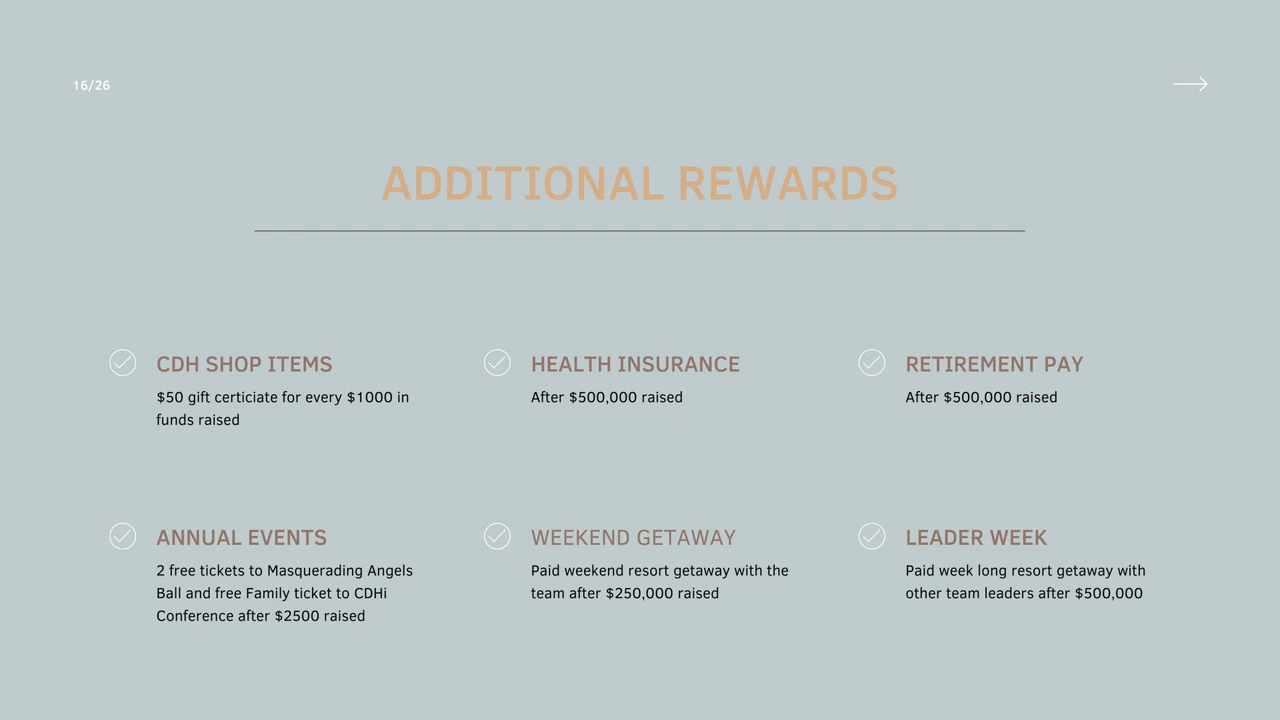 16/26
ADDITIONAL REWARDS
CDH SHOP ITEMS
$50 gift certiciate for every $1000 in
funds raised
HEALTH INSURANCE
After $500,000 raised
RETIREMENT PAY
After $500,000 raised
ANNUAL EVENTS
2 free tickets to Masquerading Angels
Ball and free Family ticket to CDHi
Conference after $2500 raised
WEEKEND GETAWAY
Paid weekend resort getaway with the
team after $250,000 raised
LEADER WEEK
Paid week long resort getaway with
other team leaders after $500,000